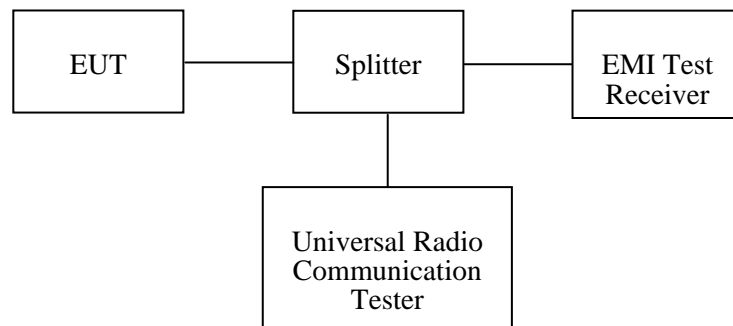 EUT
Splitter
EMI Test
Receiver
Universal Radio
Communication
Tester